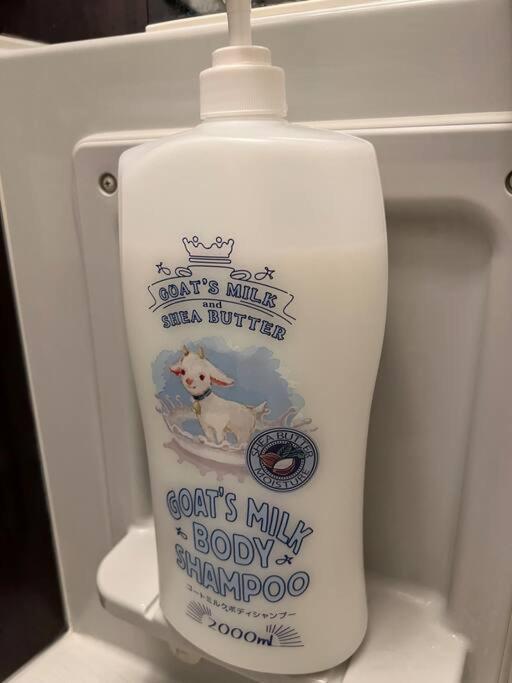 GOAT'S MILK
and
SHEA BUTTER
SHEA BUTTER
MOISTURE
GOAT'S MILK
BODY
SHAMPOO
ゴートミルクボディシャンプー
2000ml